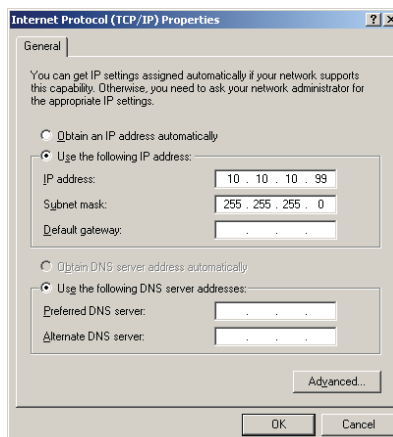 Internet Protocol (TCP/IP) Properties
General
You can get IP settings assigned automatically if your network supports
this capability. Otherwise, you need to ask your network administrator for
the appropriate IP settings.
Obtain an IP address automatically
Use the following IP address:
IP address: 10 . 10 . 10 . 99
Subnet mask: 255 . 255 . 255 . 0
Default gateway: . . .
Obtain DNS server address automatically
Use the following DNS server addresses:
Preferred DNS server: . . .
Alternate DNS server: . . .
Advanced...
OK Cancel